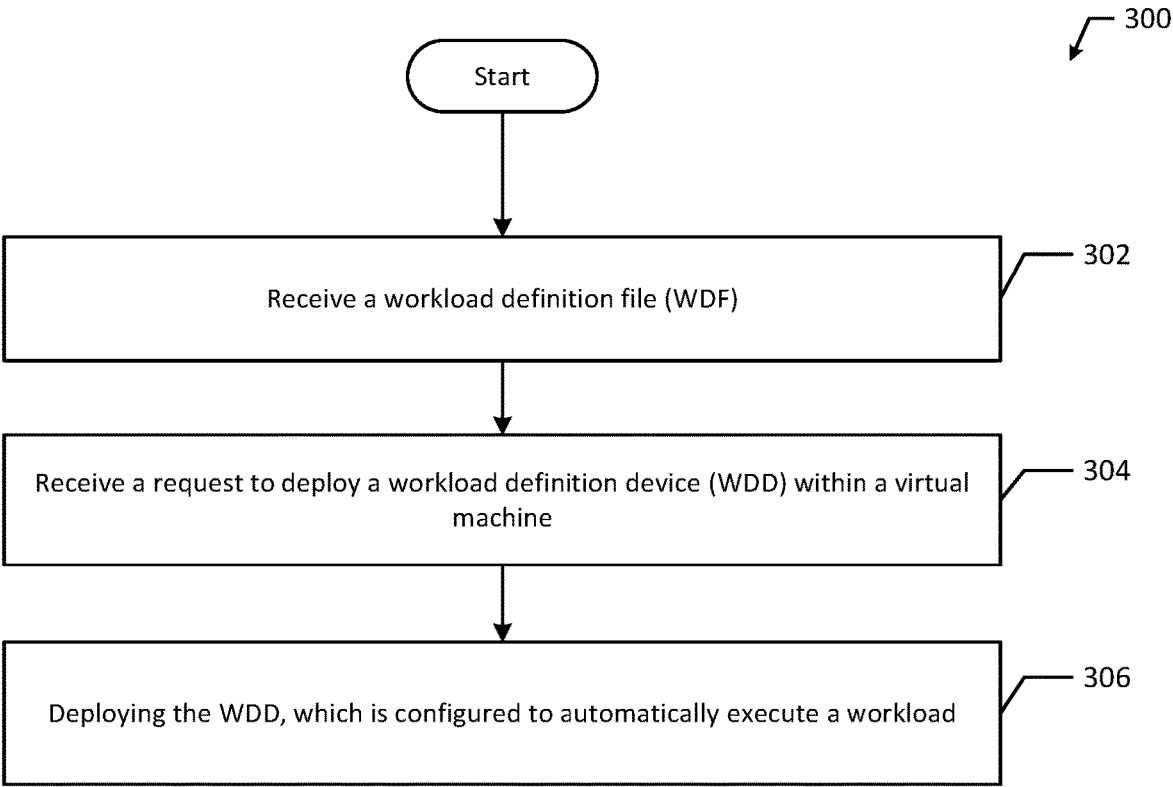 300
Start
302
Receive a workload definition file (WDF)
304
Receive a request to deploy a workload definition device (WDD) within a virtual
machine
306
Deploying the WDD, which is configured to automatically execute a workload